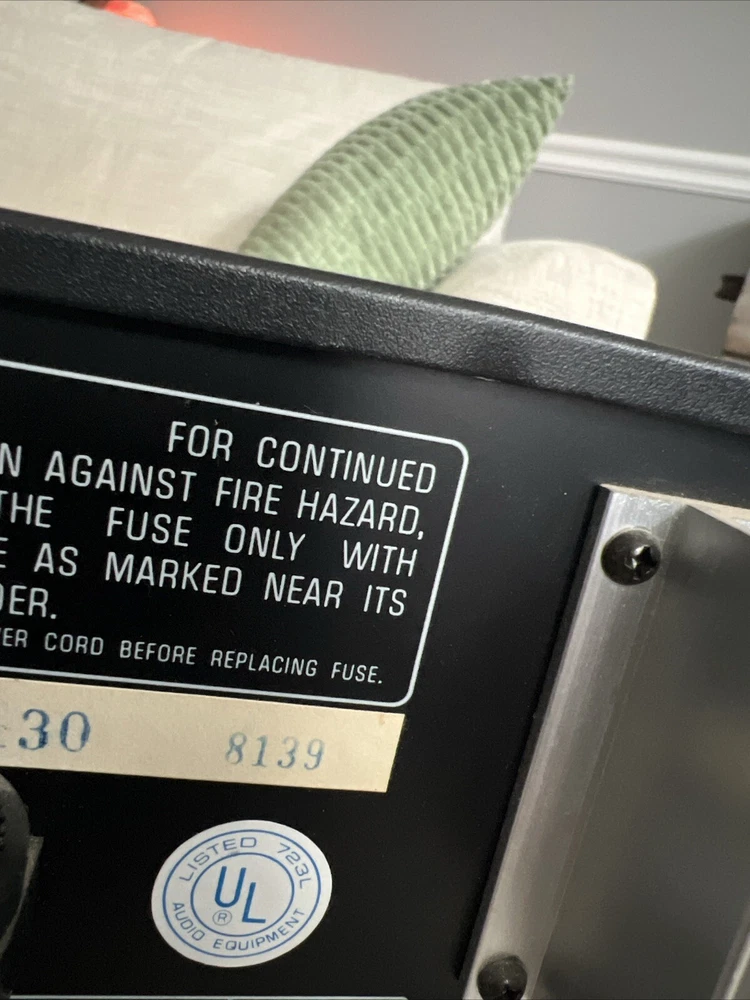 FOR CONTINUED
N AGAINST FIRE HAZARD,
THE FUSE ONLY WITH
E AS MARKED NEAR ITS
DER.
ER CORD BEFORE REPLACING FUSE.
30 8139
LISTED 723L
UL
®
AUDIO EQUIPMENT